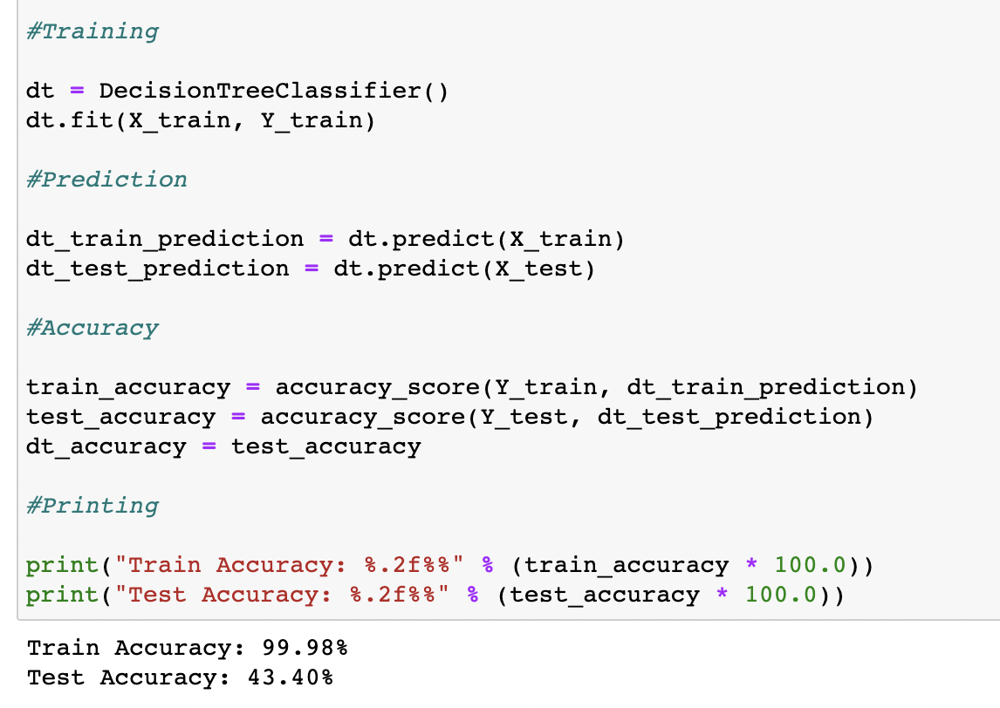 #Training
dt = DecisionTreeClassifier()
dt.fit(X_train, Y_train)
#Prediction
dt_train_prediction = dt.predict(X_train)
dt_test_prediction = dt.predict(X_test)
#Accuracy
train_accuracy = accuracy_score(Y_train, dt_train_prediction)
test_accuracy = accuracy_score(Y_test, dt_test_prediction)
dt_accuracy = test_accuracy
#Printing
print("Train Accuracy: %.2f%%" % (train_accuracy * 100.0))
print("Test Accuracy: %.2f%%" % (test_accuracy * 100.0))
Train Accuracy: 99.98%
Test Accuracy: 43.40%